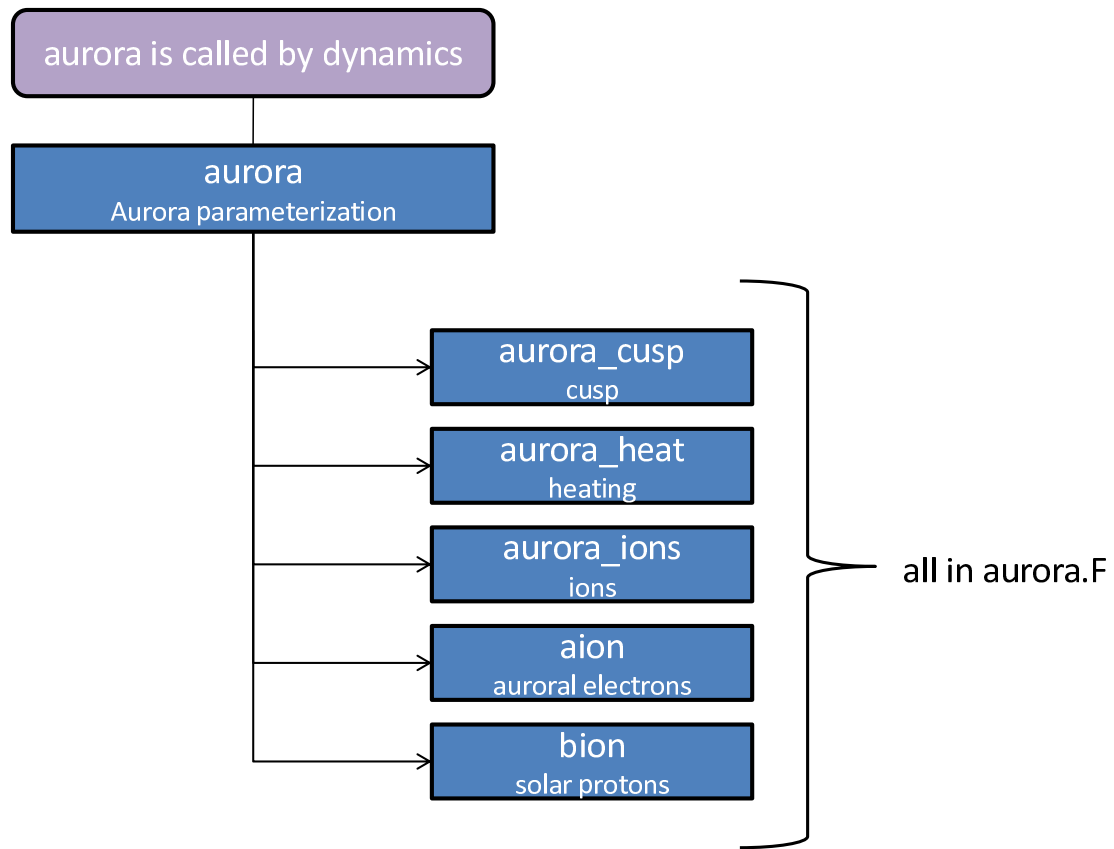 aurora is called by dynamics
aurora
Aurora parameterization
aurora_cusp
cusp
aurora_heat
heating
aurora_ions
ions
aion
auroral electrons
bion
solar protons
all in aurora.F